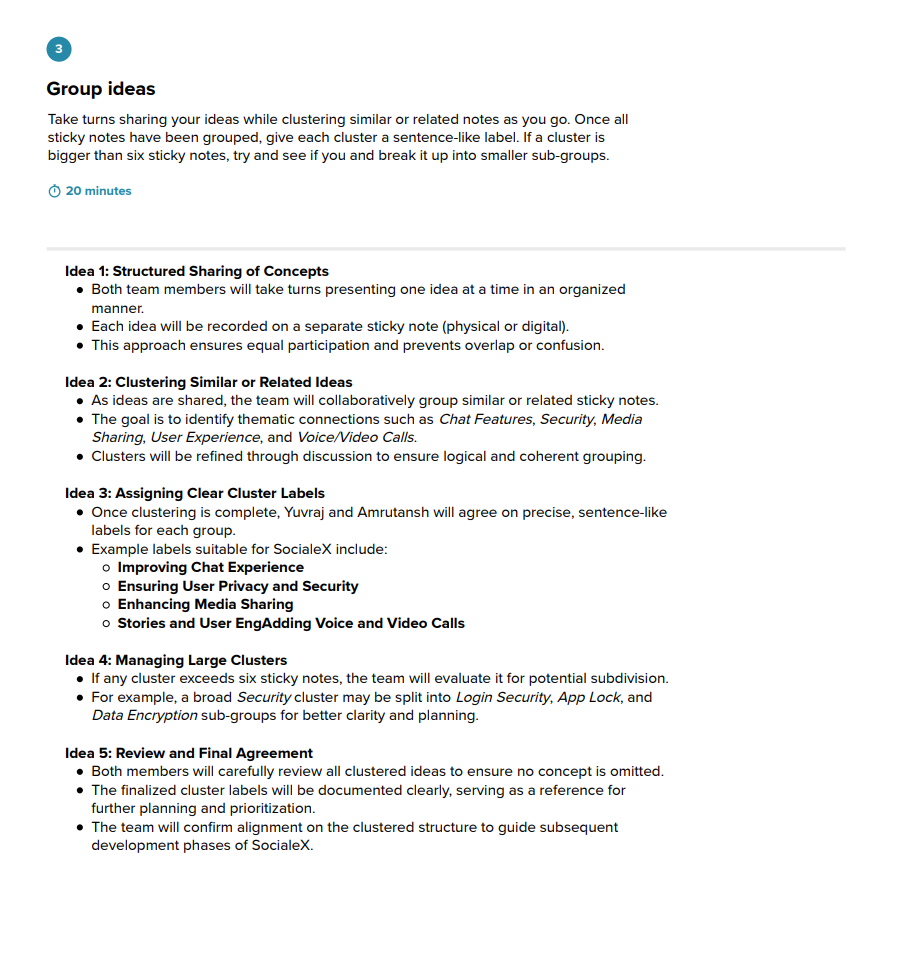 3
Group ideas
Take turns sharing your ideas while clustering similar or related notes as you go. Once all
sticky notes have been grouped, give each cluster a sentence-like label. If a cluster is
bigger than six sticky notes, try and see if you and break it up into smaller sub-groups.
20 minutes
Idea 1: Structured Sharing of Concepts
● Both team members will take turns presenting one idea at a time in an organized
manner.
● Each idea will be recorded on a separate sticky note (physical or digital).
● This approach ensures equal participation and prevents overlap or confusion.
Idea 2: Clustering Similar or Related Ideas
● As ideas are shared, the team will collaboratively group similar or related sticky notes.
● The goal is to identify thematic connections such as Chat Features, Security, Media
Sharing, User Experience, and Voice/Video Calls.
● Clusters will be refined through discussion to ensure logical and coherent grouping.
Idea 3: Assigning Clear Cluster Labels
● Once clustering is complete, Yuvraj and Amrutansh will agree on precise, sentence-like
labels for each group.
● Example labels suitable for SocialeX include:
○ Improving Chat Experience
○ Ensuring User Privacy and Security
○ Enhancing Media Sharing
○ Stories and User EngAdding Voice and Video Calls
Idea 4: Managing Large Clusters
● If any cluster exceeds six sticky notes, the team will evaluate it for potential subdivision.
● For example, a broad Security cluster may be split into Login Security, App Lock, and
Data Encryption sub-groups for better clarity and planning.
Idea 5: Review and Final Agreement
● Both members will carefully review all clustered ideas to ensure no concept is omitted.
● The finalized cluster labels will be documented clearly, serving as a reference for
further planning and prioritization.
● The team will confirm alignment on the clustered structure to guide subsequent
development phases of SocialeX.